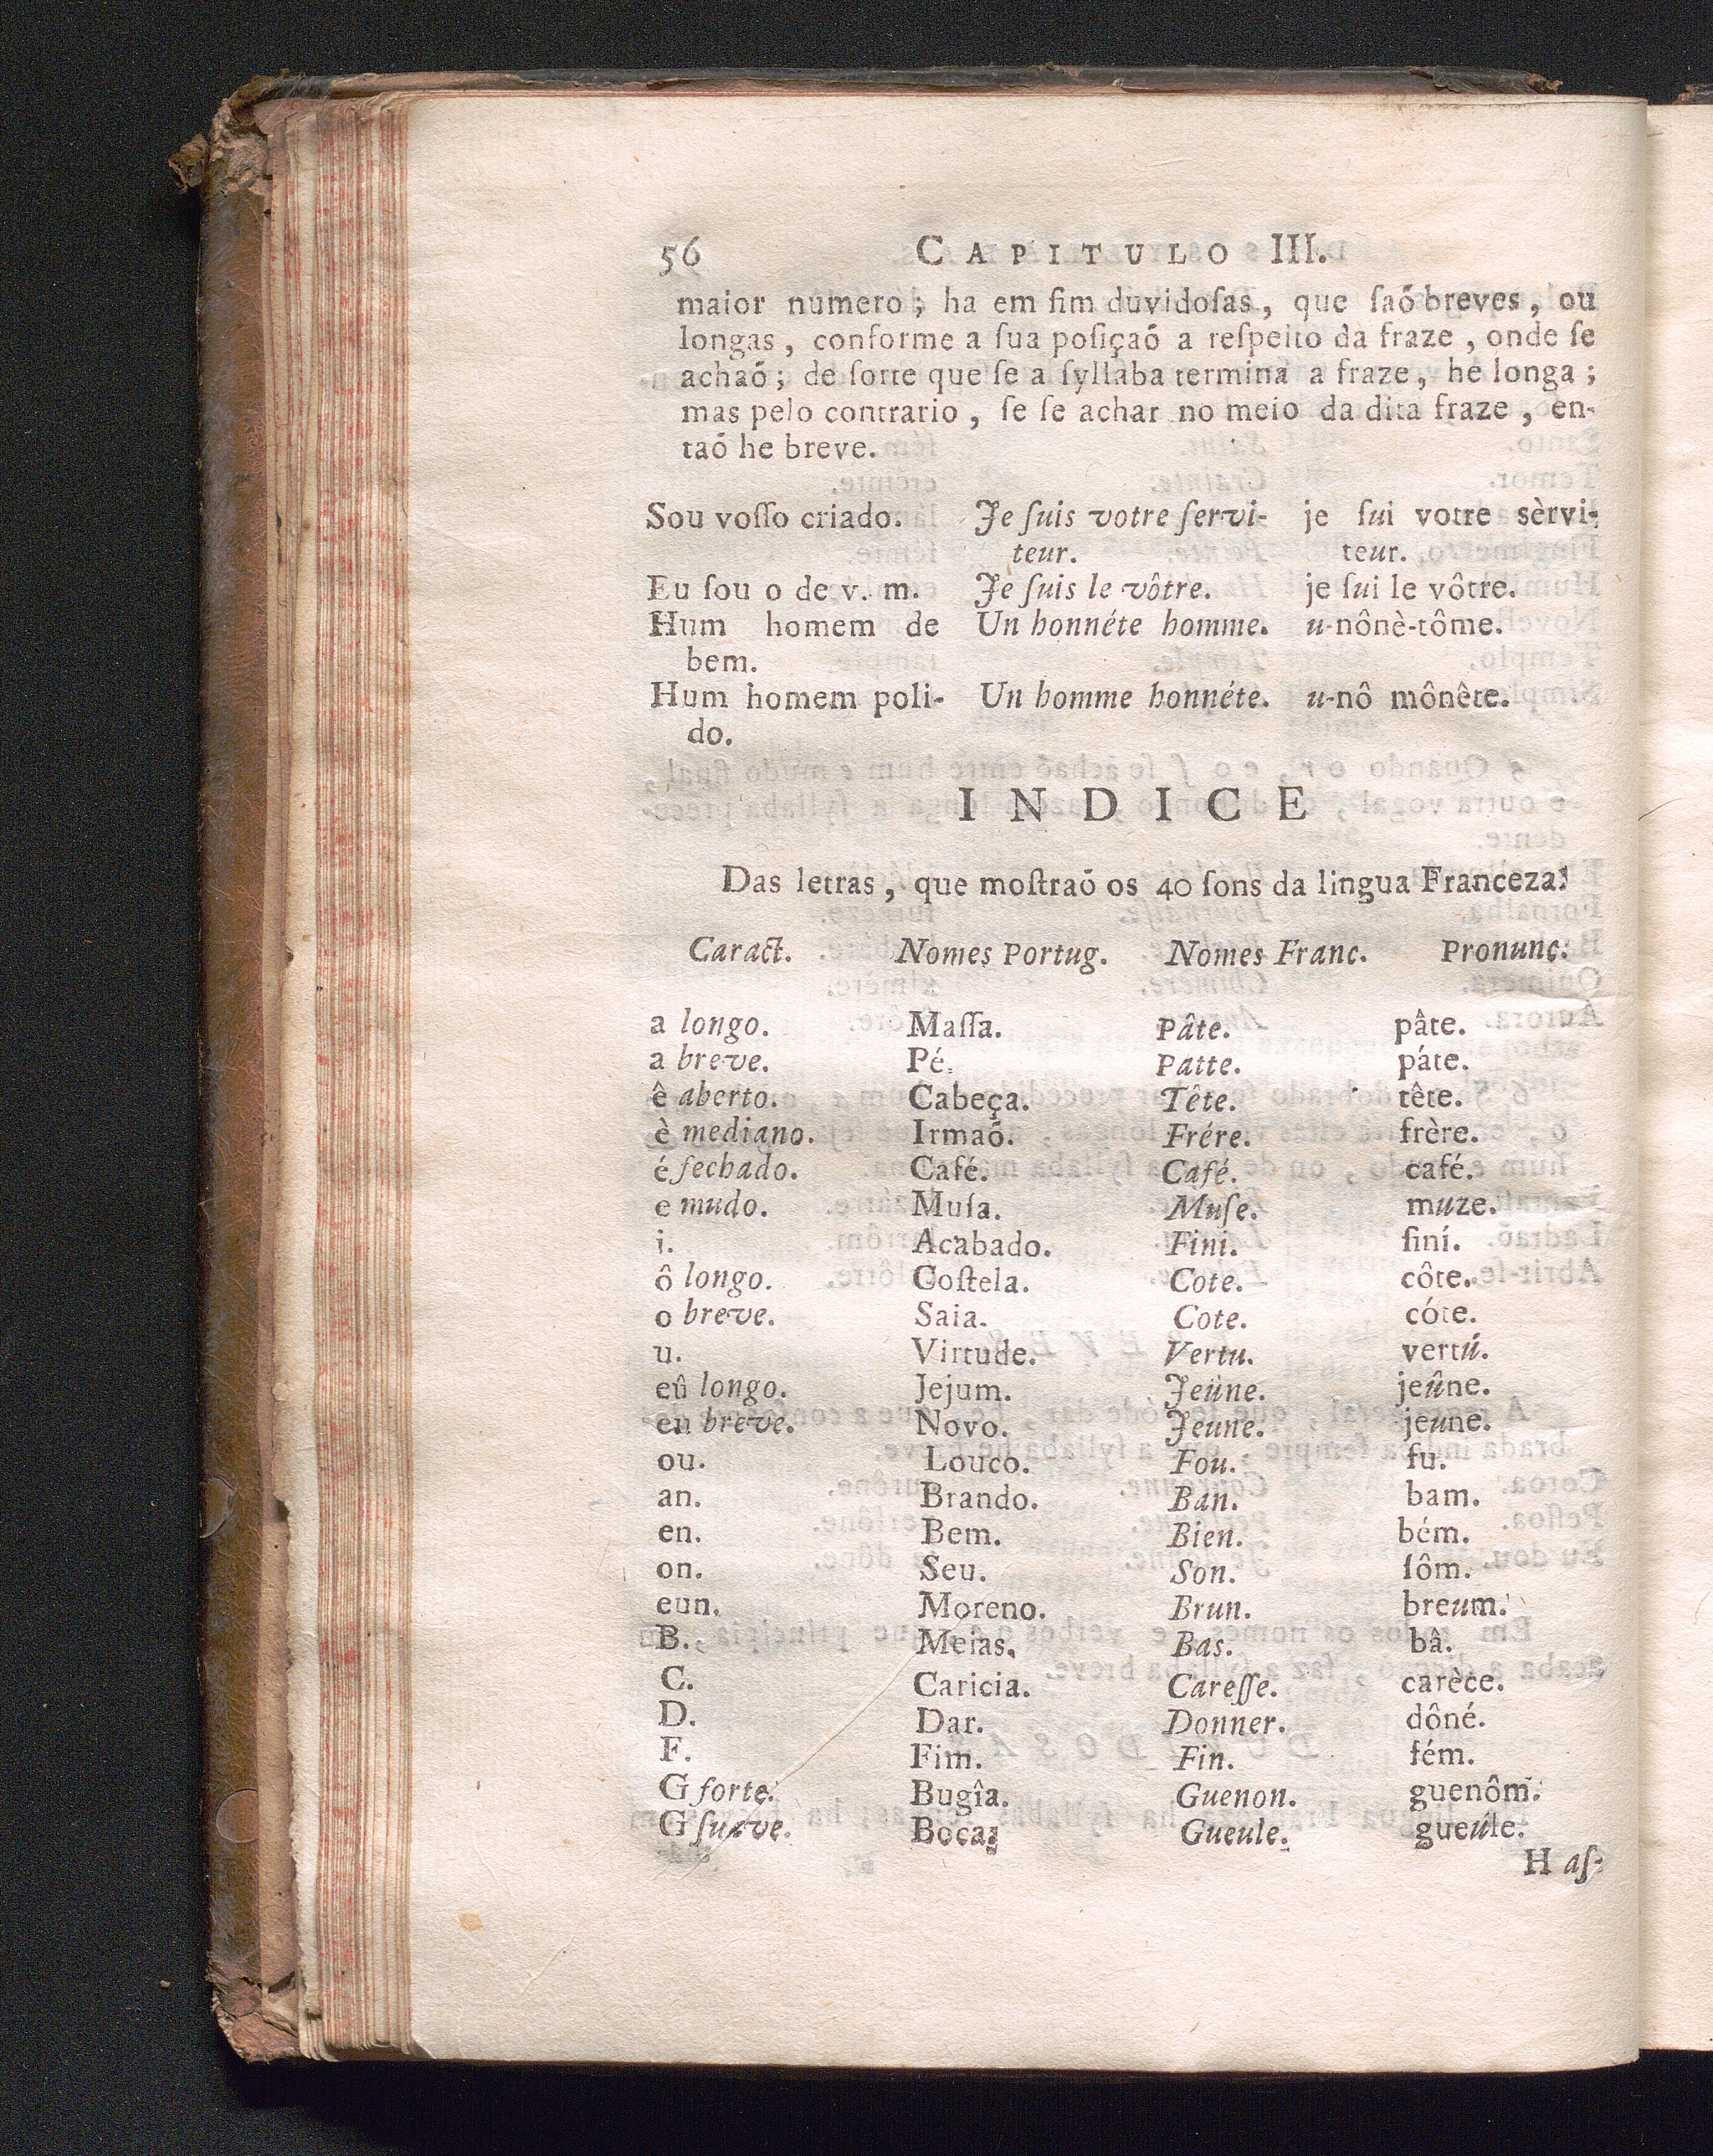 56 CAPITULO III.
maior número; ha em fim duvidoſas, que ſaó breves, ou
longas, conforme a ſua poſiçaó a reſpeito da fraze, onde ſe
achaó; de ſorte que ſe a ſyllaba termina a fraze, he longa;
mas pelo contrario, ſe ſe achar no meio da dita fraze, en-
taó he breve.
Sou voſſo criado. Je ſuis votre ſervi- je ſui votre sèrvi-
teur. teur.
Eu ſou o de v. m. Je ſuis le vôtre. je ſui le vôtre.
Hum homem de Un honnéte homme. u-nônè-tôme.
bem.
Hum homem poli- Un homme honnéte. u-nô mônête.
do.
INDICE
Das letras, que moſtraó os 40 ſons da lingua Franceza.
Caract. Nomes Portug. Nomes Franc. Pronunc.
a longo. Maſſa. Pâte. pâte.
a breve. Pé. Patte. páte.
ê aberto. Cabeça. Tête. tête.
è mediano. Irmaó. Frére. frère.
é fechado. Café. Café. café.
e mudo. Muſa. Muſe. muze.
i. Acabado. Fini. finí.
ô longo. Coſtela. Cote. côte.
o breve. Saia. Cote. cóte.
u. Virtude. Vertu. vertú.
eû longo. Jejum. Jeüne. jeûne.
eu breve. Novo. Jeune. jeune.
ou. Louco. Fou. fu.
an. Brando. Ban. bam.
en. Bem. Bien. bém.
on. Seu. Son. ſôm.
eun. Moreno. Brun. breum.
B. Meias. Bas. bâ.
C. Caricia. Careſſe. carèce.
D. Dar. Donner. dôné.
F. Fim. Fin. fém.
G forte. Bugîa. Guenon. guenôm.
G ſuave. Boca. Gueule. gueúle.
H aſ-